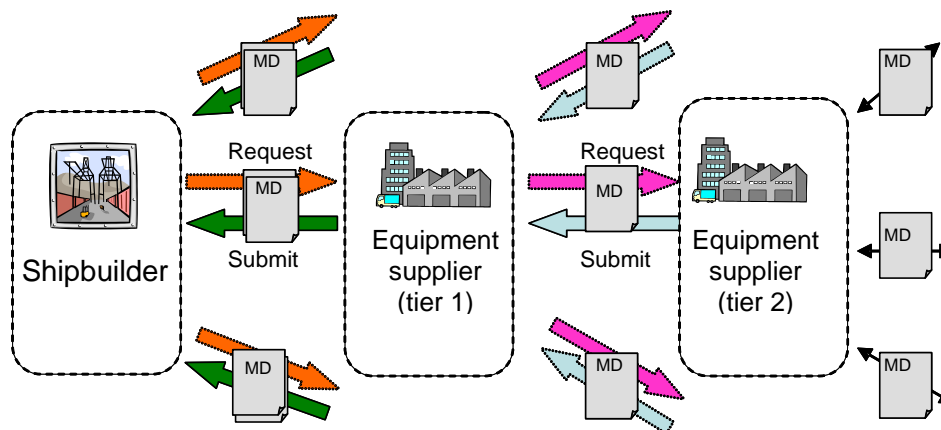 MD
MD
MD
Request
Request
MD
MD
MD
Shipbuilder
Submit
Equipment
supplier
(tier 1)
Submit
Equipment
supplier
(tier 2)
MD
MD
MD